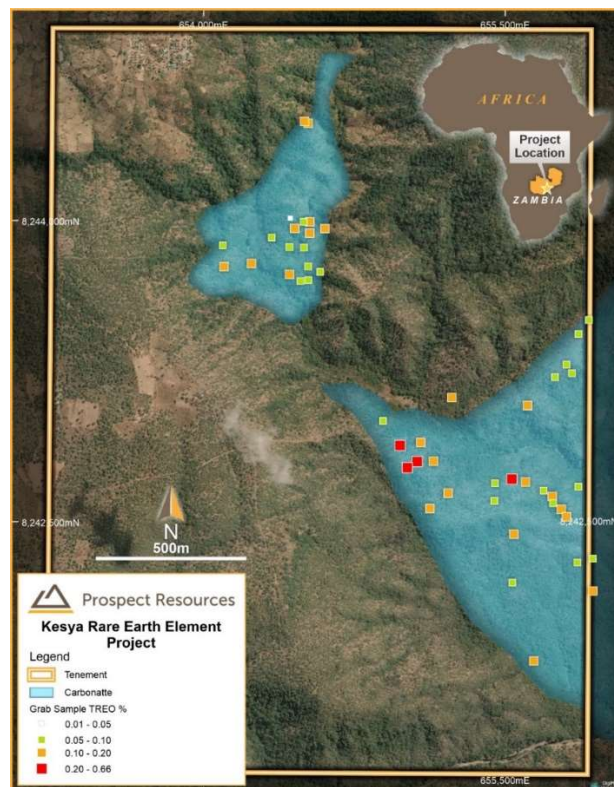 654,000mE
655,500mE
AFRICA
Project
Location
ZAMBIA
8,244,000mN
8,242,500mN
N
500m
Prospect Resources
Kesya Rare Earth Element
Project
Legend
Tenement
Carbonatte
Grab Sample TREO %
0.01 - 0.05
0.05 - 0.10
0.10 - 0.20
0.20 - 0.66
8,244,000mN
655,500mE